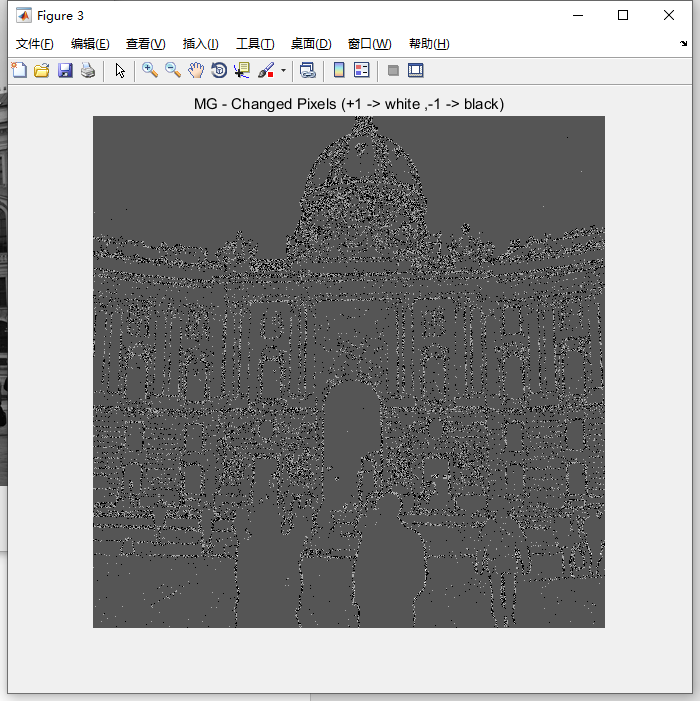 Figure 3
文件(F) 编辑(E) 查看(V) 插入(I) 工具(T) 桌面(D) 窗口(W) 帮助(H)
MG - Changed Pixels (+1 -> white ,-1 -> black)